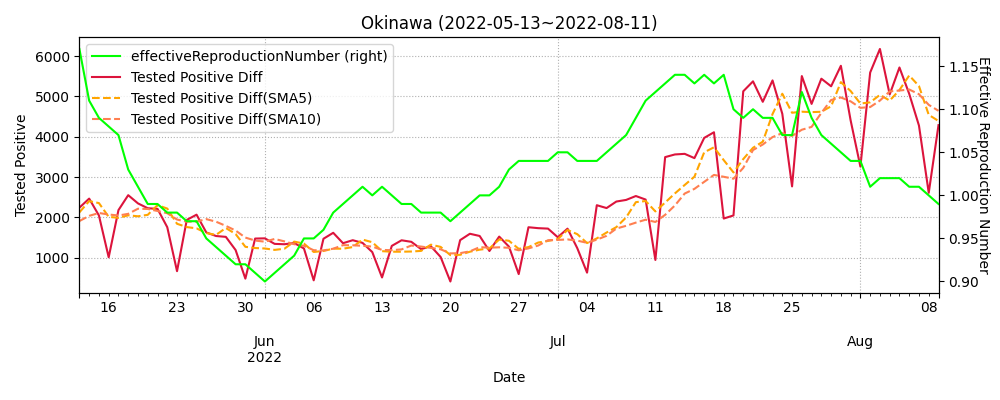 Okinawa (2022-05-13~2022-08-11)
effectiveReproductionNumber (right)
Tested Positive Diff
Tested Positive Diff(SMA5)
Tested Positive Diff(SMA10)
Tested Positive
6000
5000
4000
3000
2000
1000
1.15
1.10
1.05
1.00
0.95
0.90
Effective Reproduction Number
16 23 30 06 13 20 27 04 11 18 25 08
Jun Jul Aug
2022
Date